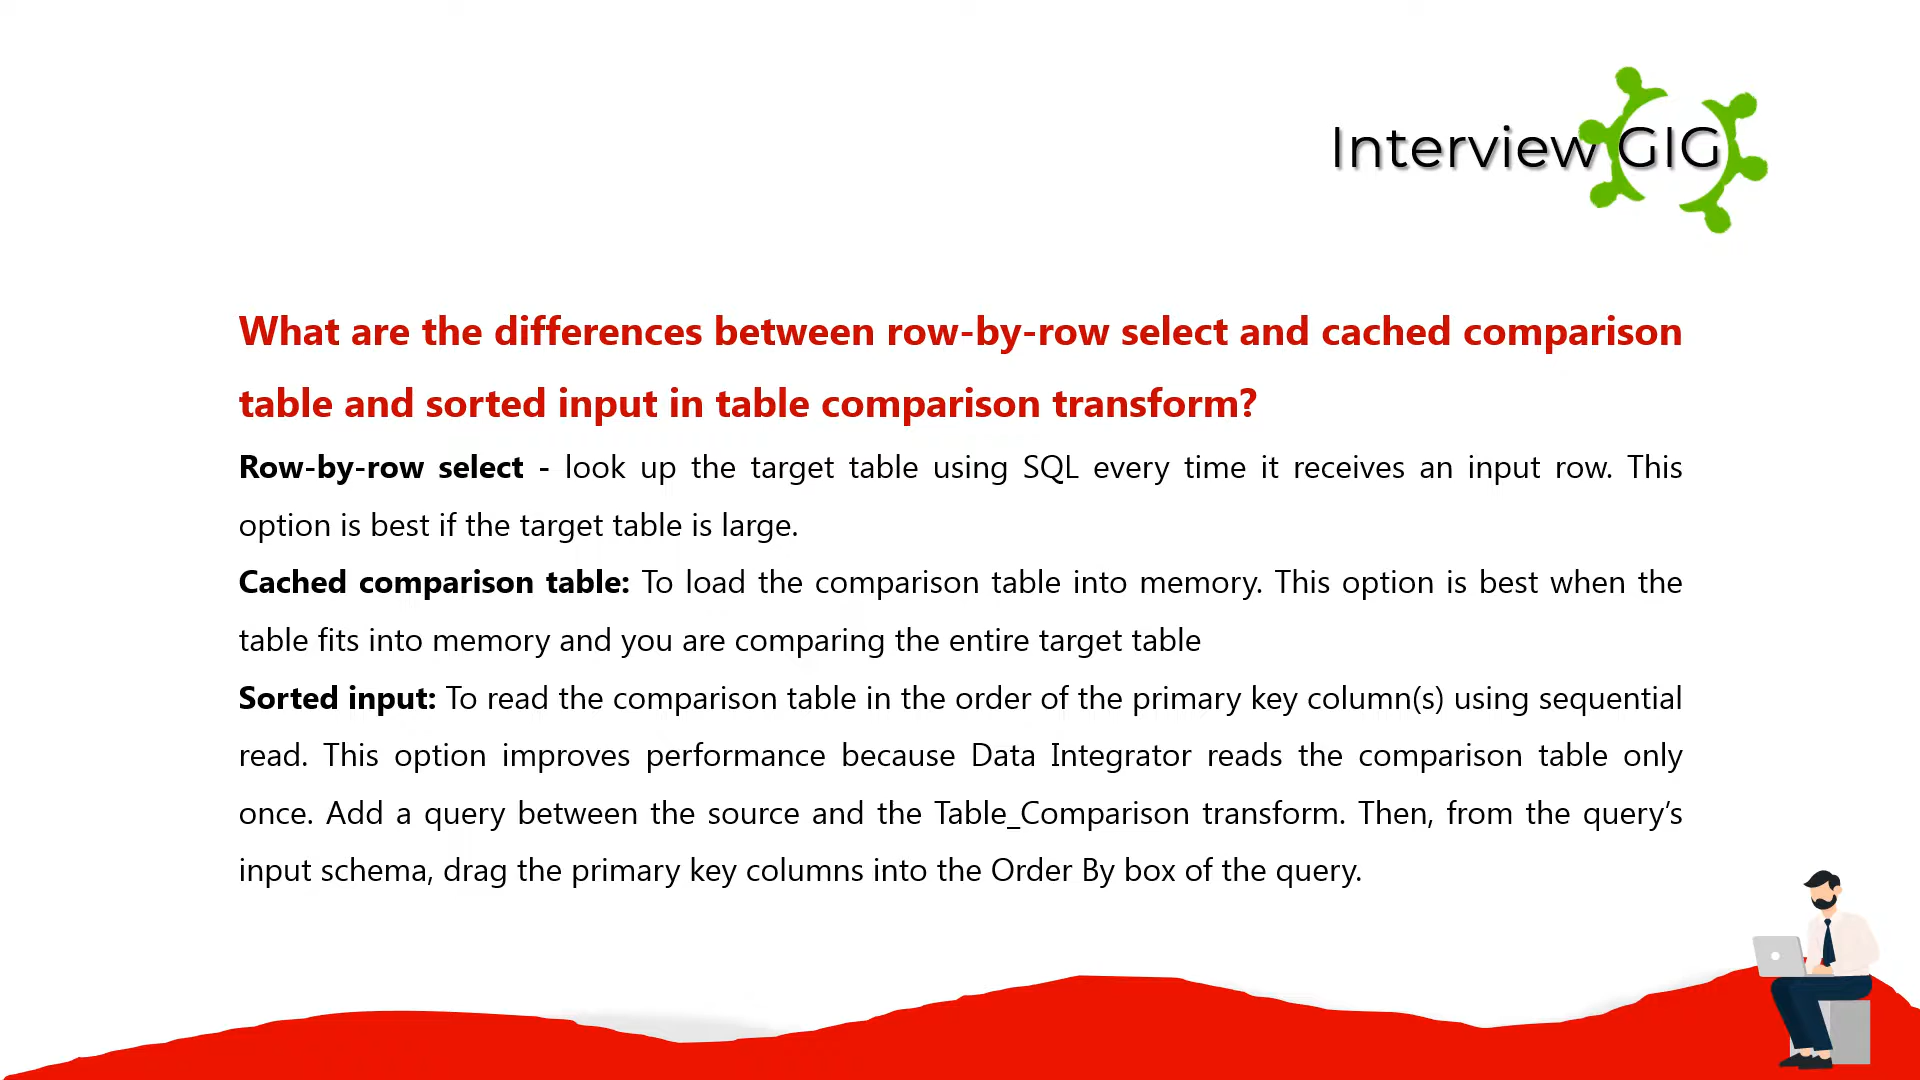 Interview GIG
What are the differences between row-by-row select and cached comparison
table and sorted input in table comparison transform?
Row-by-row select - look up the target table using SQL every time it receives an input row. This
option is best if the target table is large.
Cached comparison table: To load the comparison table into memory. This option is best when the
table fits into memory and you are comparing the entire target table
Sorted input: To read the comparison table in the order of the primary key column(s) using sequential
read. This option improves performance because Data Integrator reads the comparison table only
once. Add a query between the source and the Table_Comparison transform. Then, from the query’s
input schema, drag the primary key columns into the Order By box of the query.